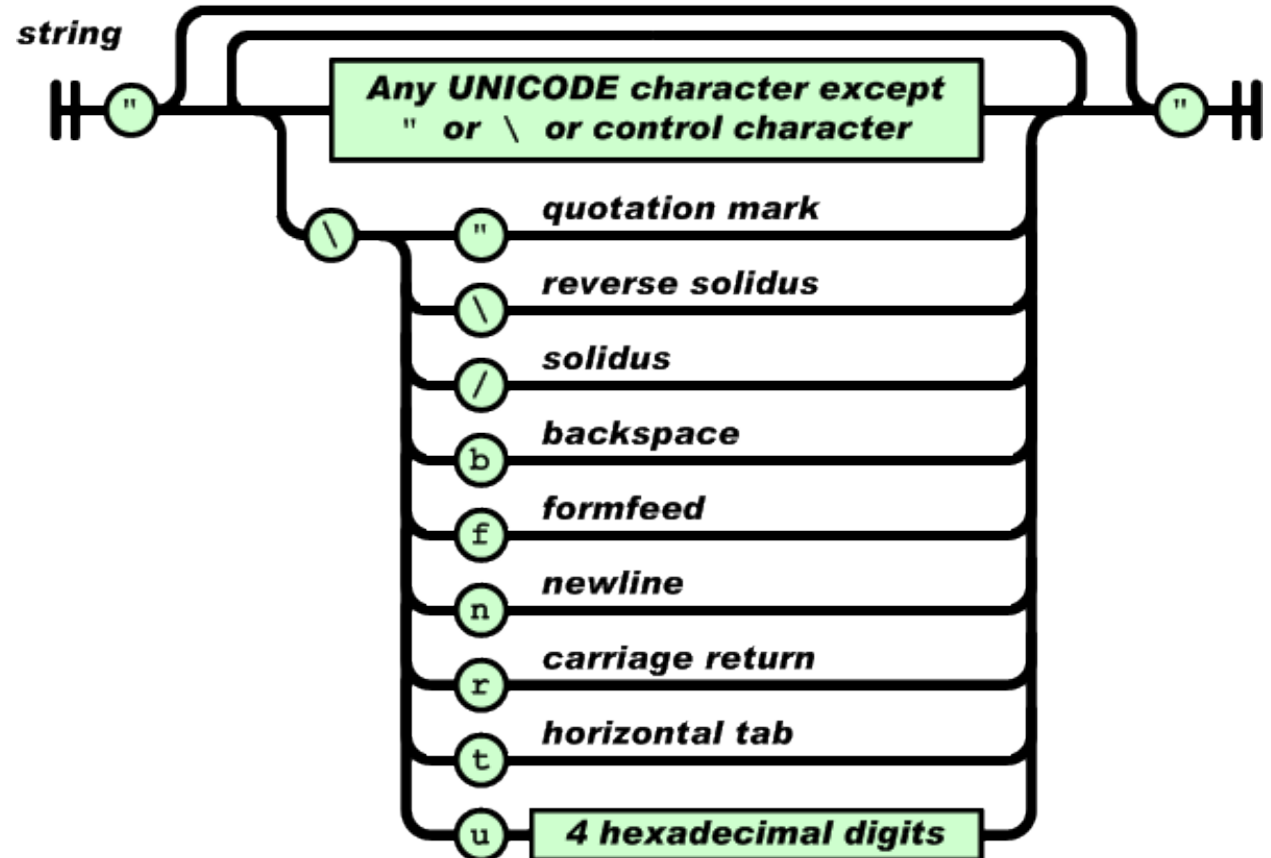 string
"
Any UNICODE character except
" or \ or control character
"
\
" quotation mark
\ reverse solidus
/ solidus
b backspace
f formfeed
n newline
r carriage return
t horizontal tab
u 4 hexadecimal digits